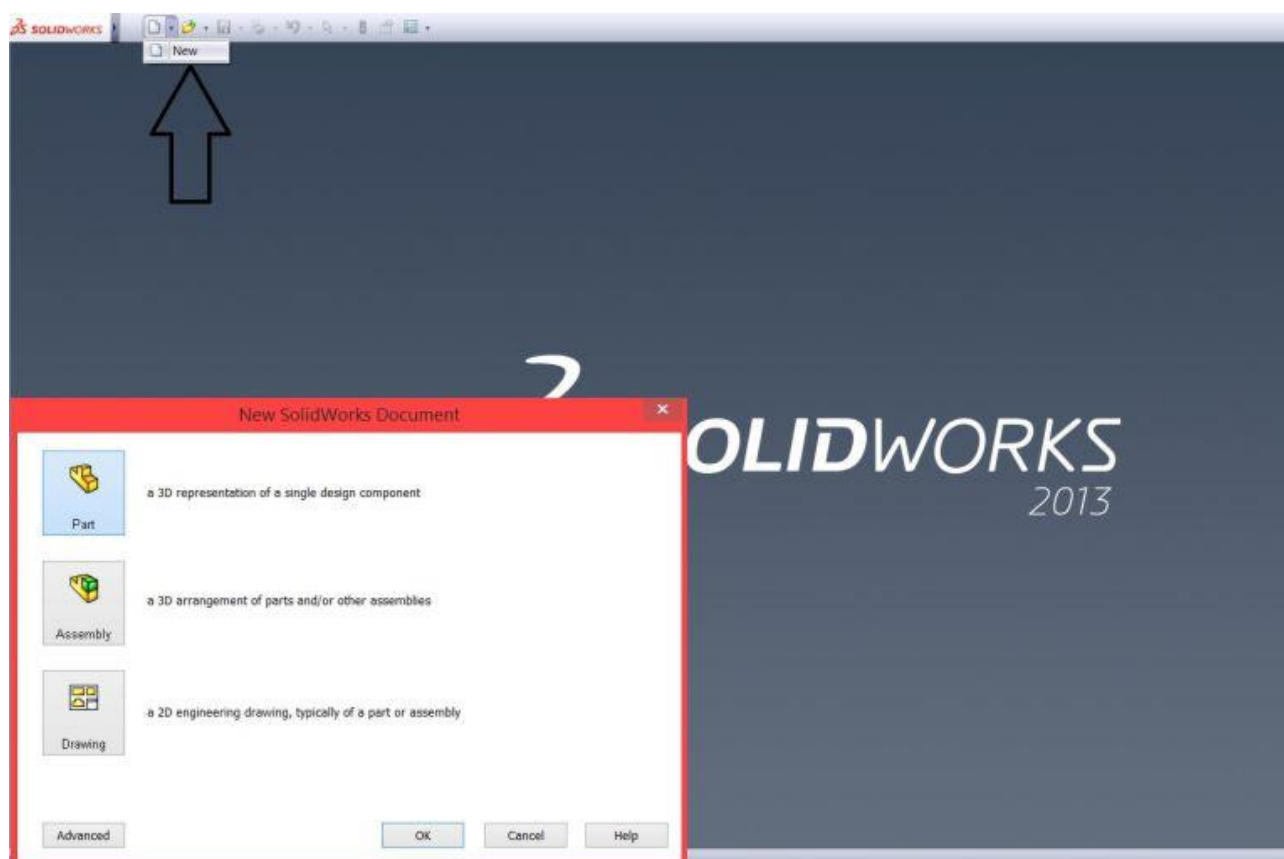 SOLIDWORKS
New
New SolidWorks Document
a 3D representation of a single design component
Part
a 3D arrangement of parts and/or other assemblies
Assembly
a 2D engineering drawing, typically of a part or assembly
Drawing
Advanced
OK
Cancel
Help
OLIDWORKS
2013